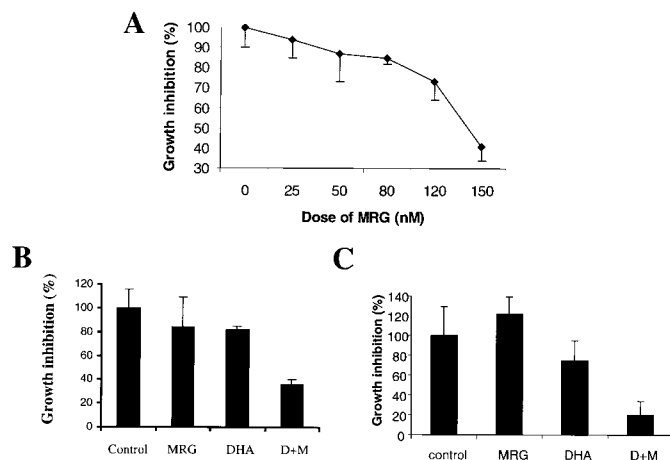 A
Growth inhibition (%)
100
90
80
70
60
50
40
30
0 25 50 80 120 150
Dose of MRG (nM)
B
Growth inhibition (%)
120
100
80
60
40
20
0
Control MRG DHA D+M
C
Growth inhibition (%)
140
120
100
80
60
40
20
0
control MRG DHA D+M